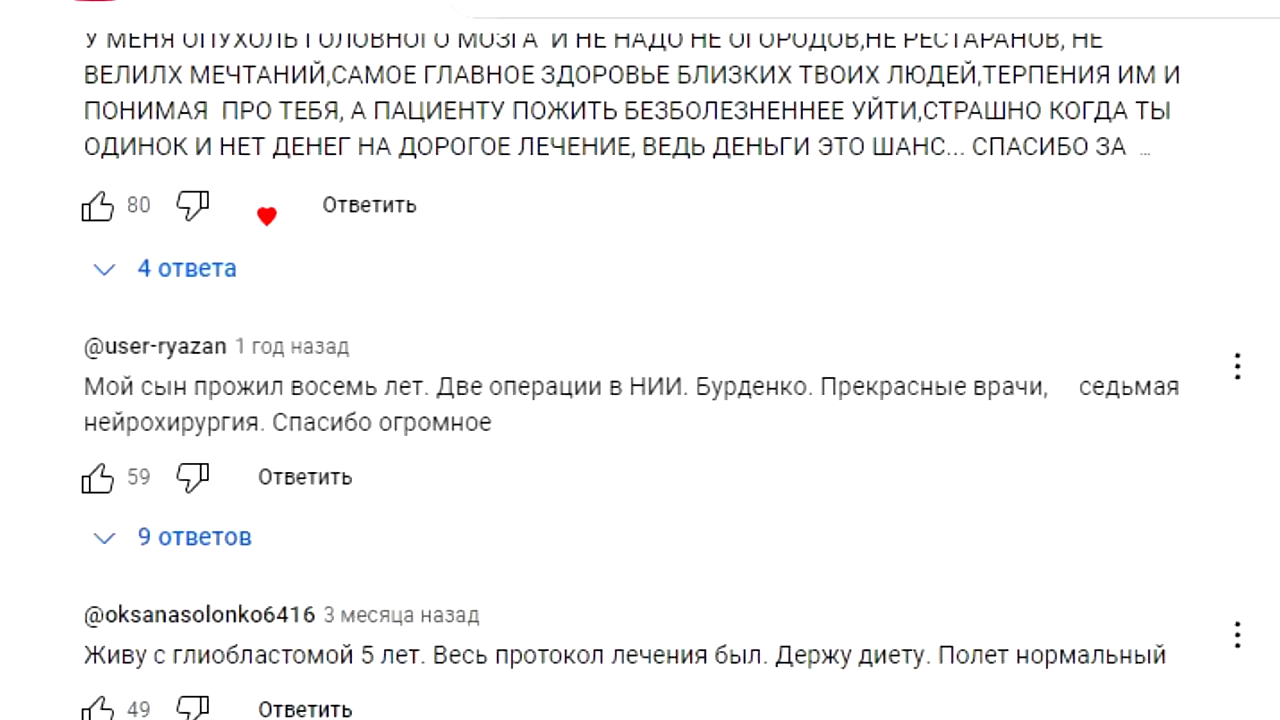 У МЕНЯ ОПУХОЛЬ ГОЛОВНОГО МОЗГА И НЕ НАДО НЕ ОГОРОДОВ,НЕ РЕСТАРАНОВ, НЕ
ВЕЛИЛХ МЕЧТАНИЙ,САМОЕ ГЛАВНОЕ ЗДОРОВЬЕ БЛИЗКИХ ТВОИХ ЛЮДЕЙ,ТЕРПЕНИЯ ИМ И
ПОНИМАЯ ПРО ТЕБЯ, А ПАЦИЕНТУ ПОЖИТЬ БЕЗБОЛЕЗНЕННЕЕ УЙТИ,СТРАШНО КОГДА ТЫ
ОДИНОК И НЕТ ДЕНЕГ НА ДОРОГОЕ ЛЕЧЕНИЕ, ВЕДЬ ДЕНЬГИ ЭТО ШАНС... СПАСИБО ЗА ...
80 Ответить
4 ответа
@user-ryazan 1 год назад
Мой сын прожил восемь лет. Две операции в НИИ. Бурденко. Прекрасные врачи, седьмая
нейрохирургия. Спасибо огромное
59 Ответить
9 ответов
@oksanasolonko6416 3 месяца назад
Живу с глиобластомой 5 лет. Весь протокол лечения был. Держу диету. Полет нормальный
49 Ответить